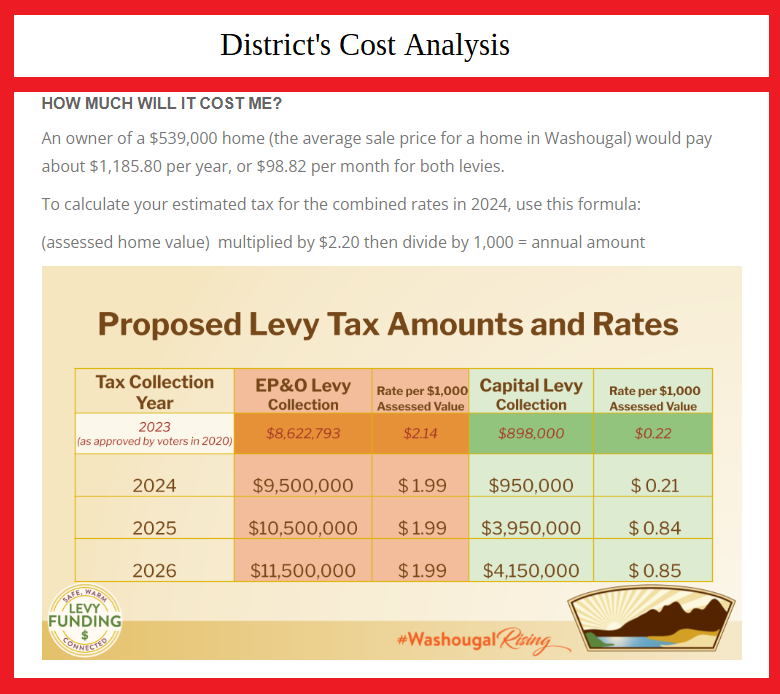 District's Cost Analysis
HOW MUCH WILL IT COST ME?
An owner of a $539,000 home (the average sale price for a home in Washougal) would pay
about $1,185.80 per year, or $98.82 per month for both levies.
To calculate your estimated tax for the combined rates in 2024, use this formula:
(assessed home value)  multiplied by $2.20 then divide by 1,000 = annual amount
Proposed Levy Tax Amounts and Rates
Tax Collection Year EP&O Levy Collection Rate per $1,000 Assessed Value Capital Levy Collection Rate per $1,000 Assessed Value
2023 (as approved by voters in 2020) $8,622,793 $2.14 $898,000 $0.22
2024 $9,500,000 $1.99 $950,000 $0.21
2025 $10,500,000 $1.99 $3,950,000 $0.84
2026 $11,500,000 $1.99 $4,150,000 $0.85
SAFE, WARM
LEVY
FUNDING
$
CONNECTED
#WashougalRising